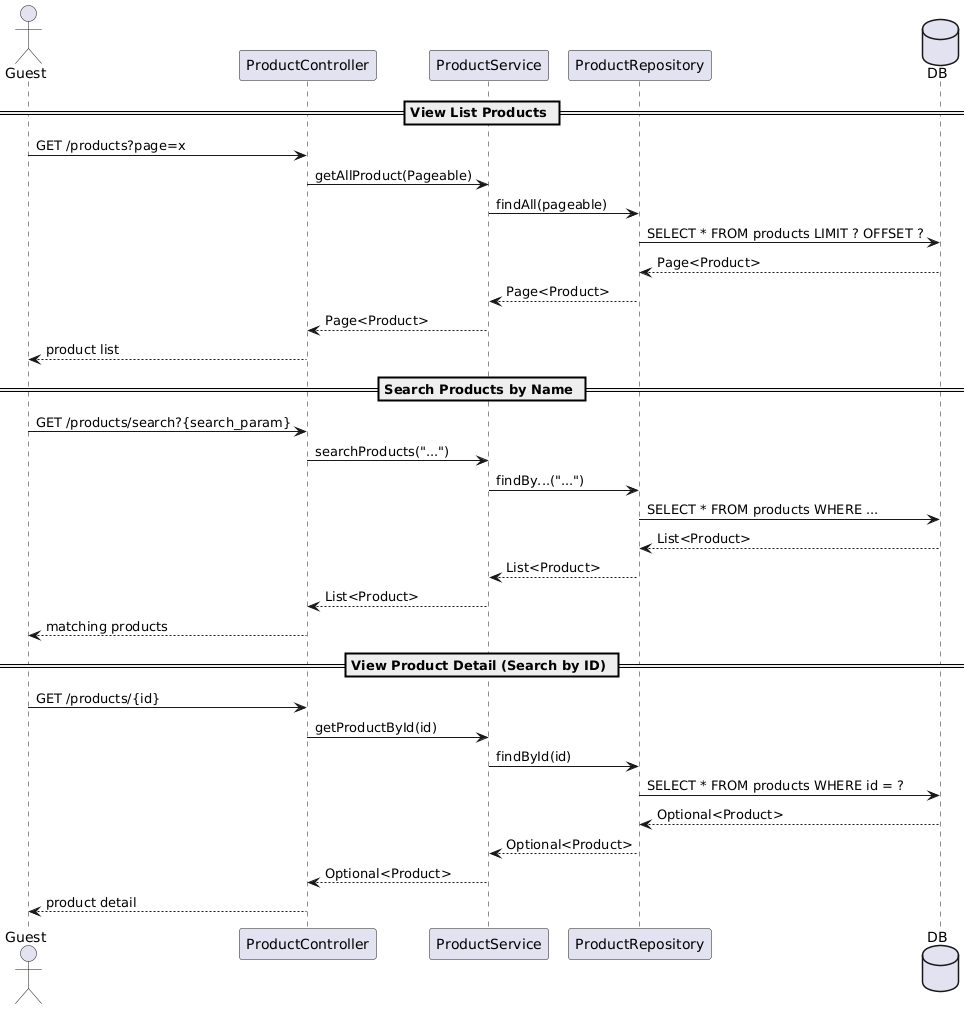 Guest
ProductController
ProductService
ProductRepository
DB
View List Products
GET /products?page=x
getAllProduct(Pageable)
findAll(pageable)
SELECT * FROM products LIMIT ? OFFSET ?
Page<Product>
Page<Product>
Page<Product>
product list
Search Products by Name
GET /products/search?{search_param}
searchProducts("...")
findBy...("...")
SELECT * FROM products WHERE ...
List<Product>
List<Product>
List<Product>
matching products
View Product Detail (Search by ID)
GET /products/{id}
getProductById(id)
findById(id)
SELECT * FROM products WHERE id = ?
Optional<Product>
Optional<Product>
Optional<Product>
product detail
Guest
ProductController
ProductService
ProductRepository
DB